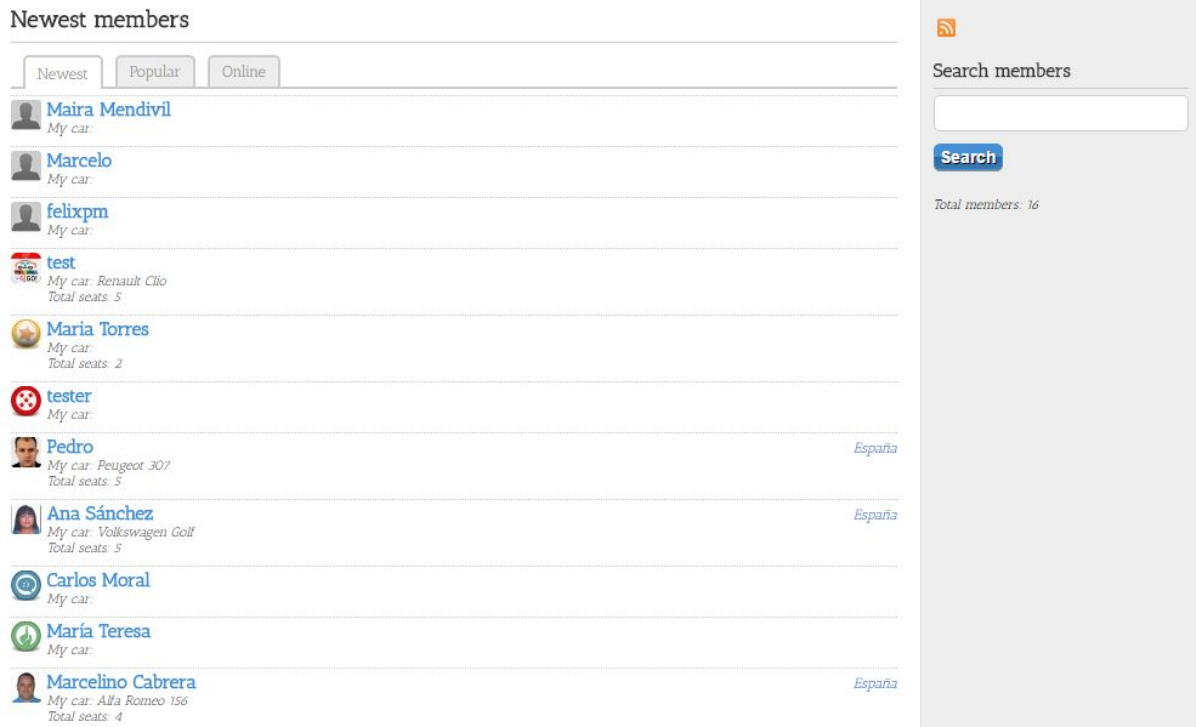 Newest members
Newest
Popular
Online
Maira Mendivil
My car:
Marcelo
My car:
felixpm
My car:
test
My car: Renault Clio
Total seats: 5
Maria Torres
My car:
Total seats: 2
tester
My car:
Pedro
España
My car: Peugeot 307
Total seats: 5
Ana Sánchez
España
My car: Volkswagen Golf
Total seats: 5
Carlos Moral
My car:
María Teresa
My car:
Marcelino Cabrera
España
My car: Alfa Romeo 156
Total seats: 4
Search members
Search
Total members: 16